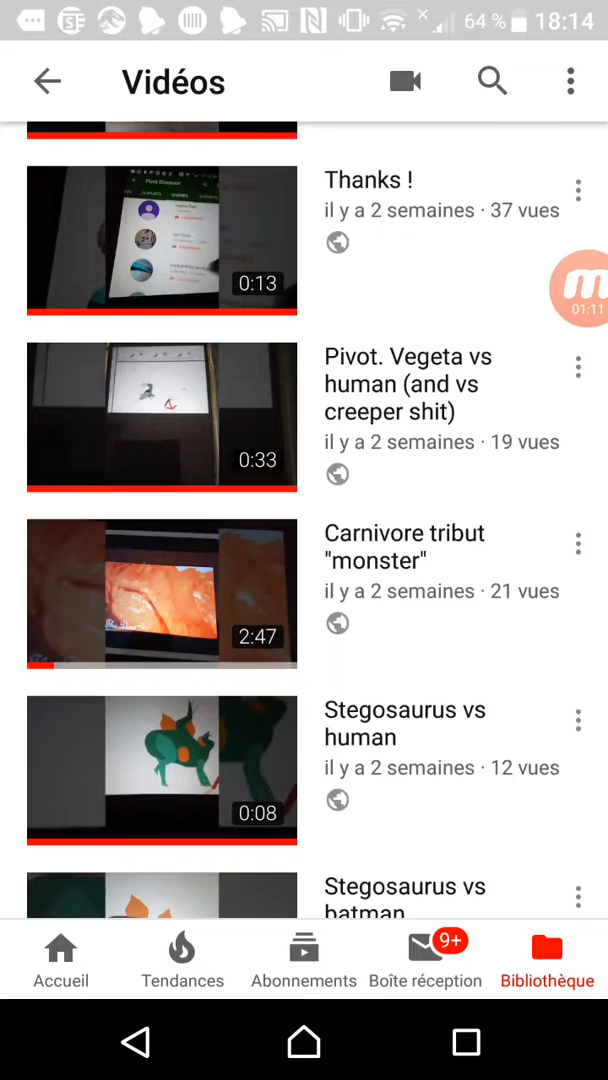 64 % 18:14
Vidéos
Thanks !
il y a 2 semaines · 37 vues
0:13
01:11
Pivot. Vegeta vs
human (and vs
creeper shit)
il y a 2 semaines · 19 vues
0:33
Carnivore tribut
"monster"
il y a 2 semaines · 21 vues
2:47
Stegosaurus vs
human
il y a 2 semaines · 12 vues
0:08
Stegosaurus vs
batman
9+
Accueil Tendances Abonnements Boîte réception Bibliothèque